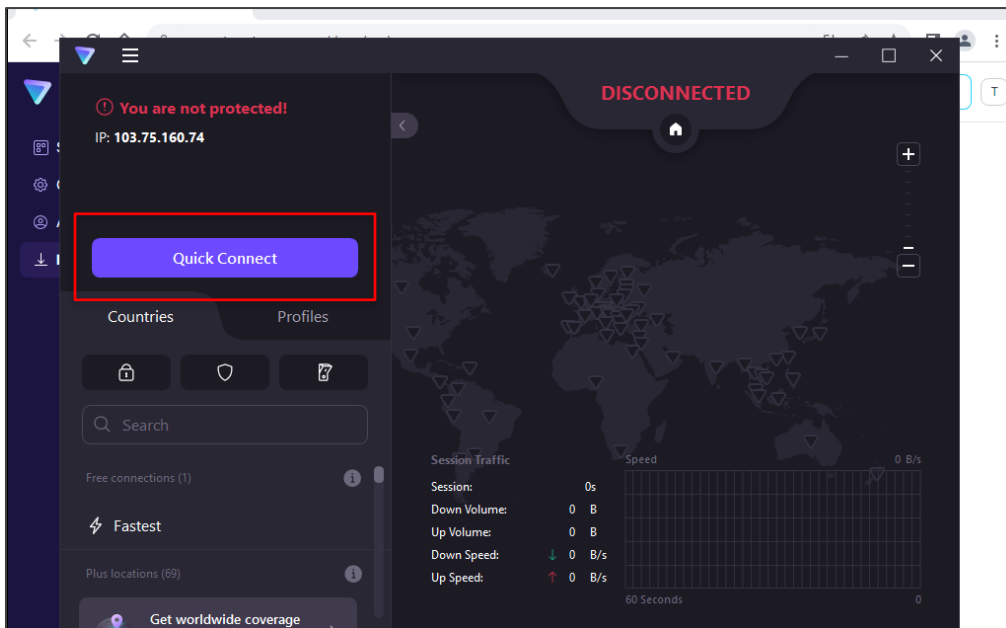 You are not protected!
IP: 103.75.160.74
Quick Connect
Countries
Profiles
Search
Free connections (1)
Fastest
Plus locations (69)
Get worldwide coverage
DISCONNECTED
Session Traffic
Session: 0s
Down Volume: 0 B
Up Volume: 0 B
Down Speed: 0 B/s
Up Speed: 0 B/s
Speed 0 B/s
60 Seconds 0
T